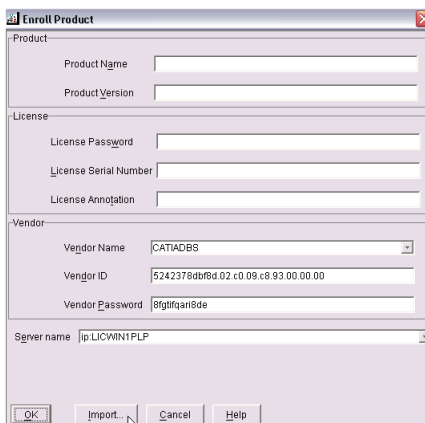 Enroll Product
Product
Product Name
Product Version
License
License Password
License Serial Number
License Annotation
Vendor
Vendor Name CATIADBS
Vendor ID 5242378dbf8d.02.c0.09.c8.93.00.00.00
Vendor Password 8fgtifqari8de
Server name ip:LICWIN1PLP
OK Import... Cancel Help